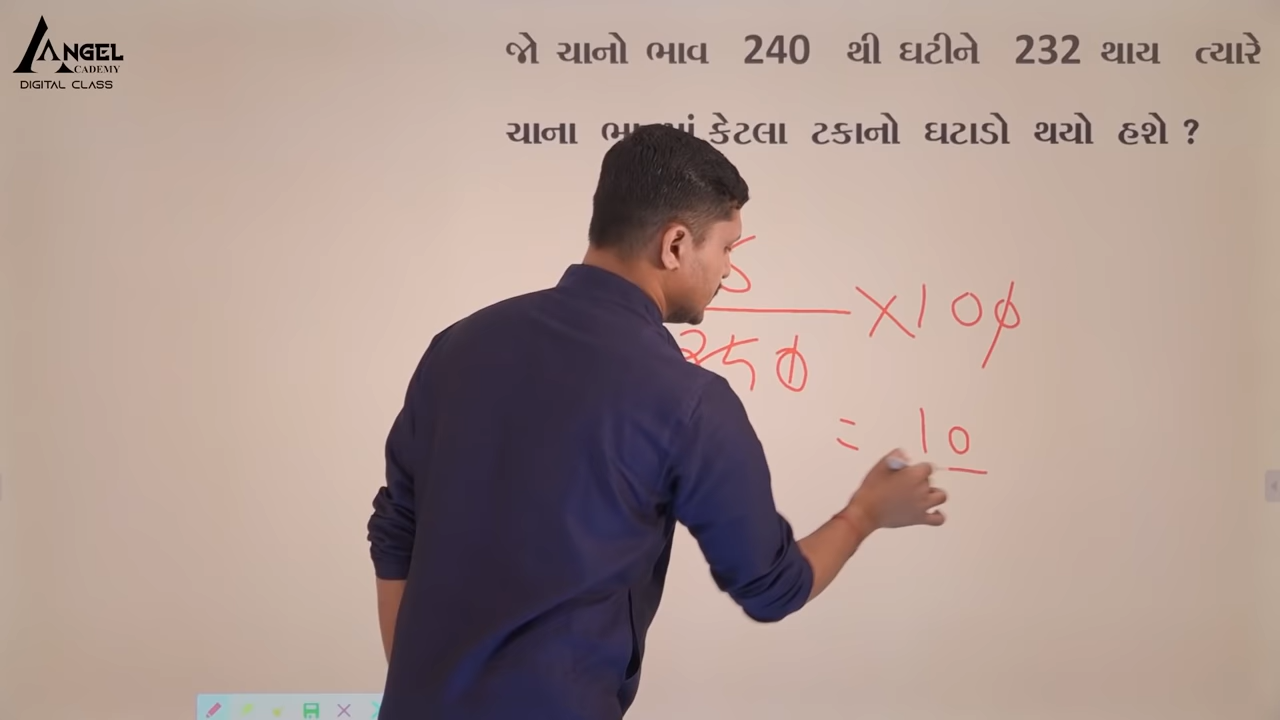 ANGEL
ACADEMY
DIGITAL CLASS
જો ચાનો ભાવ 240 થી ઘટીને 232 થાય ત્યારે
ચાના કેટલા ટકાનો ઘટાડો થયો હશે ?
×100
= 10